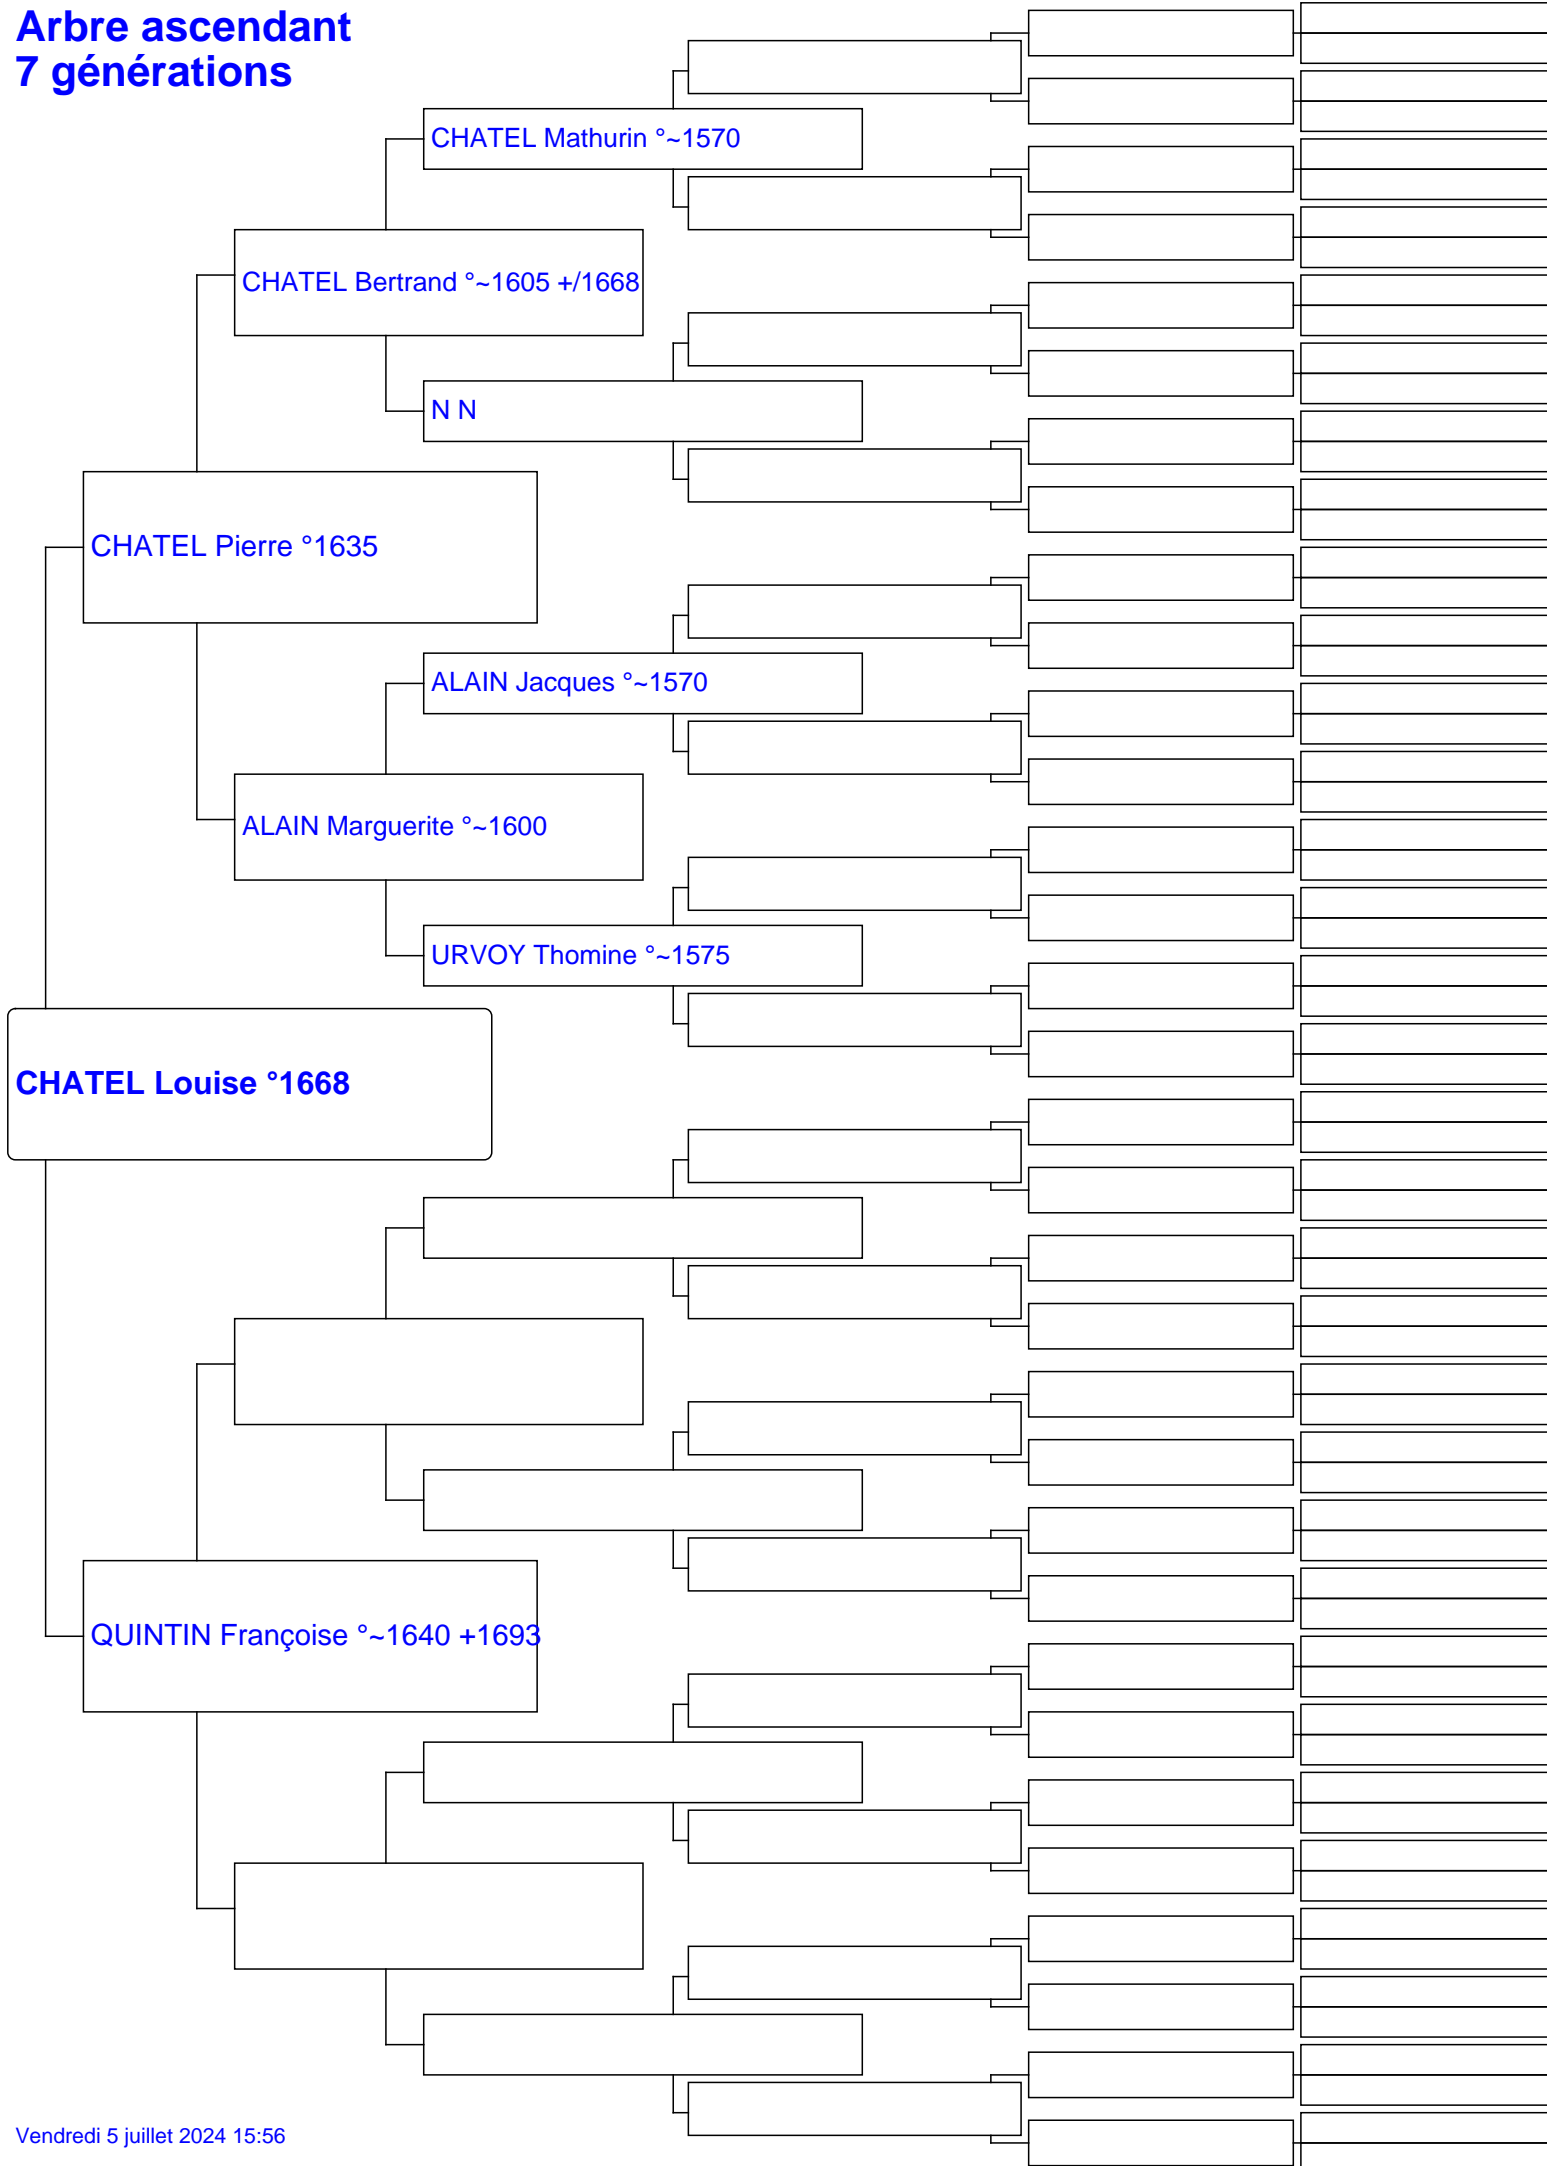 Arbre ascendant
7 générations
CHATEL Mathurin °~1570
CHATEL Bertrand °~1605 +/1668
N N
CHATEL Pierre °1635
ALAIN Jacques °~1570
ALAIN Marguerite °~1600
URVOY Thomine °~1575
CHATEL Louise °1668
QUINTIN Françoise °~1640 +1693
Vendredi 5 juillet 2024 15:56